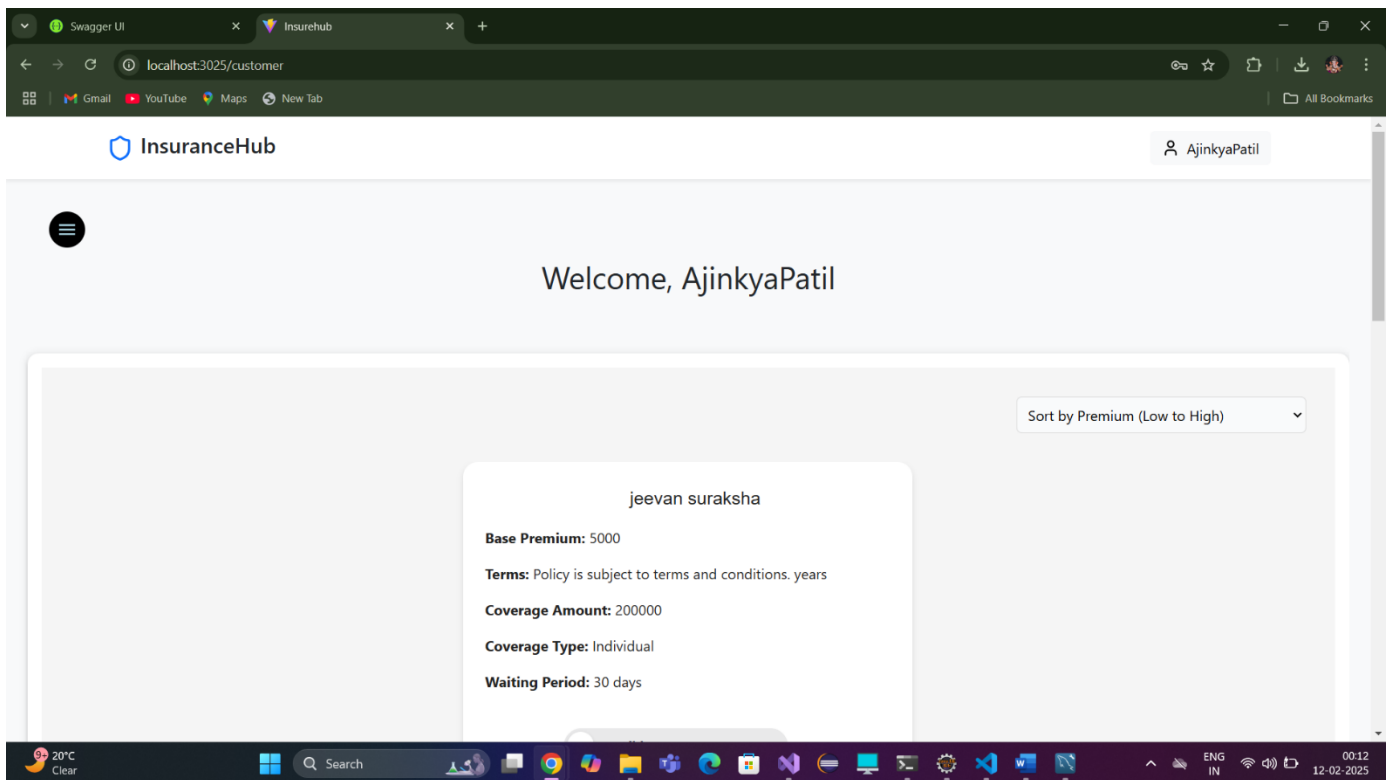 Swagger UI
Insurehub
localhost:3025/customer
Gmail
YouTube
Maps
New Tab
All Bookmarks
InsuranceHub
AjinkyaPatil
Welcome, AjinkyaPatil
Sort by Premium (Low to High)
jeevan suraksha
Base Premium: 5000
Terms: Policy is subject to terms and conditions. years
Coverage Amount: 200000
Coverage Type: Individual
Waiting Period: 30 days
9+
20°C
Clear
Search
ENG
IN
00:12
12-02-2025